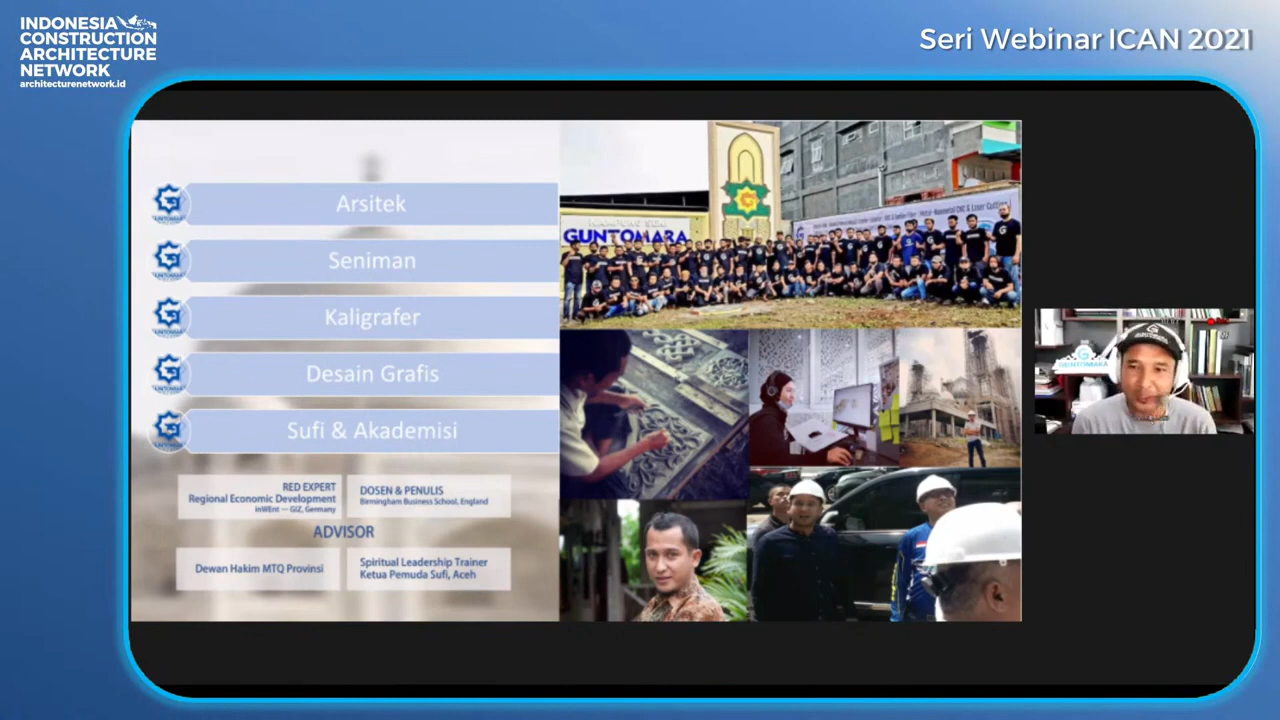 INDONESIA
CONSTRUCTION
ARCHITECTURE
NETWORK
architecturenetwork.id
Seri Webinar ICAN 2021
Arsitek
Seniman
Kaligrafer
Desain Grafis
Sufi & Akademisi
RED EXPERT
Regional Economic Development
inWEnt — GIZ, Germany
DOSEN & PENULIS
Birmingham Business School, England
ADVISOR
Dewan Hakim MTQ Provinsi
Spiritual Leadership Trainer
Ketua Pemuda Sufi, Aceh
GUNTOMARA
GUNTOMARA